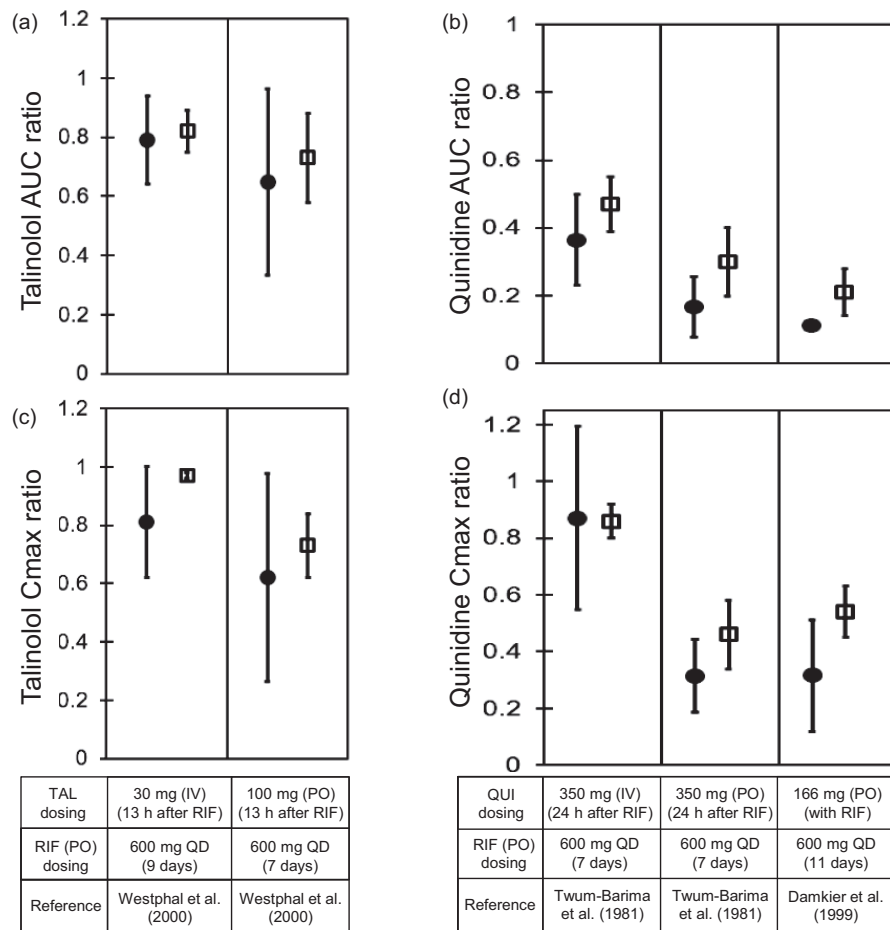 (a)
1.2
1
0.8
0.6
0.4
0.2
0
Talinolol AUC ratio
(b)
1
0.8
0.6
0.4
0.2
0
Quinidine AUC ratio
(c)
1.2
1
0.8
0.6
0.4
0.2
0
Talinolol Cmax ratio
(d)
1.2
1
0.8
0.6
0.4
0.2
0
Quinidine Cmax ratio
TAL
dosing
30 mg (IV)
(13 h after RIF)
100 mg (PO)
(13 h after RIF)
RIF (PO)
dosing
600 mg QD
(9 days)
600 mg QD
(7 days)
Reference
Westphal et al.
(2000)
Westphal et al.
(2000)
QUI
dosing
350 mg (IV)
(24 h after RIF)
350 mg (PO)
(24 h after RIF)
166 mg (PO)
(with RIF)
RIF (PO)
dosing
600 mg QD
(7 days)
600 mg QD
(7 days)
600 mg QD
(11 days)
Reference
Twum-Barima
et al. (1981)
Twum-Barima
et al. (1981)
Damkier et al.
(1999)